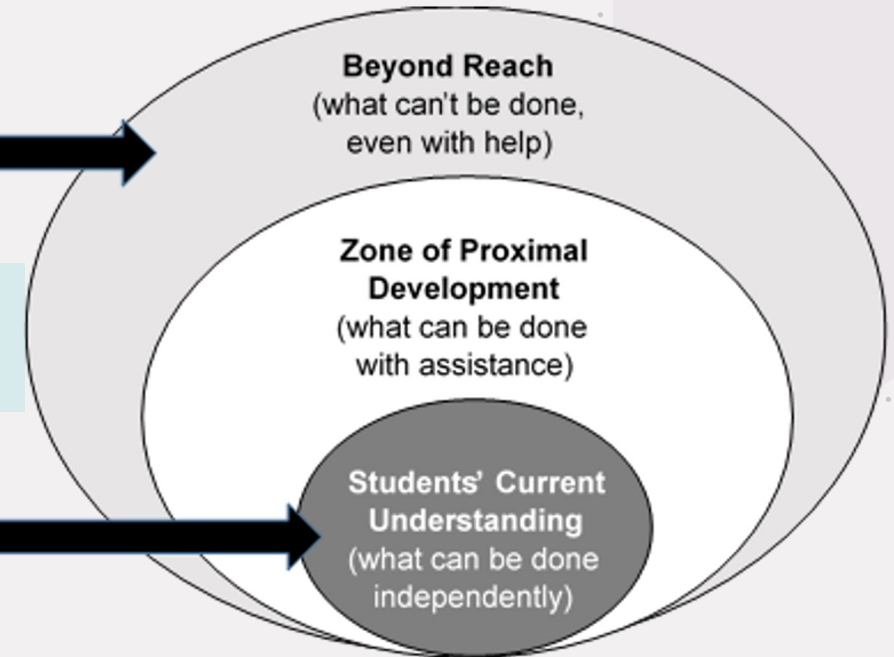 Beyond Reach
(what can't be done,
even with help)
Zone of Proximal
Development
(what can be done
with assistance)
Students’ Current
Understanding
(what can be done
independently)